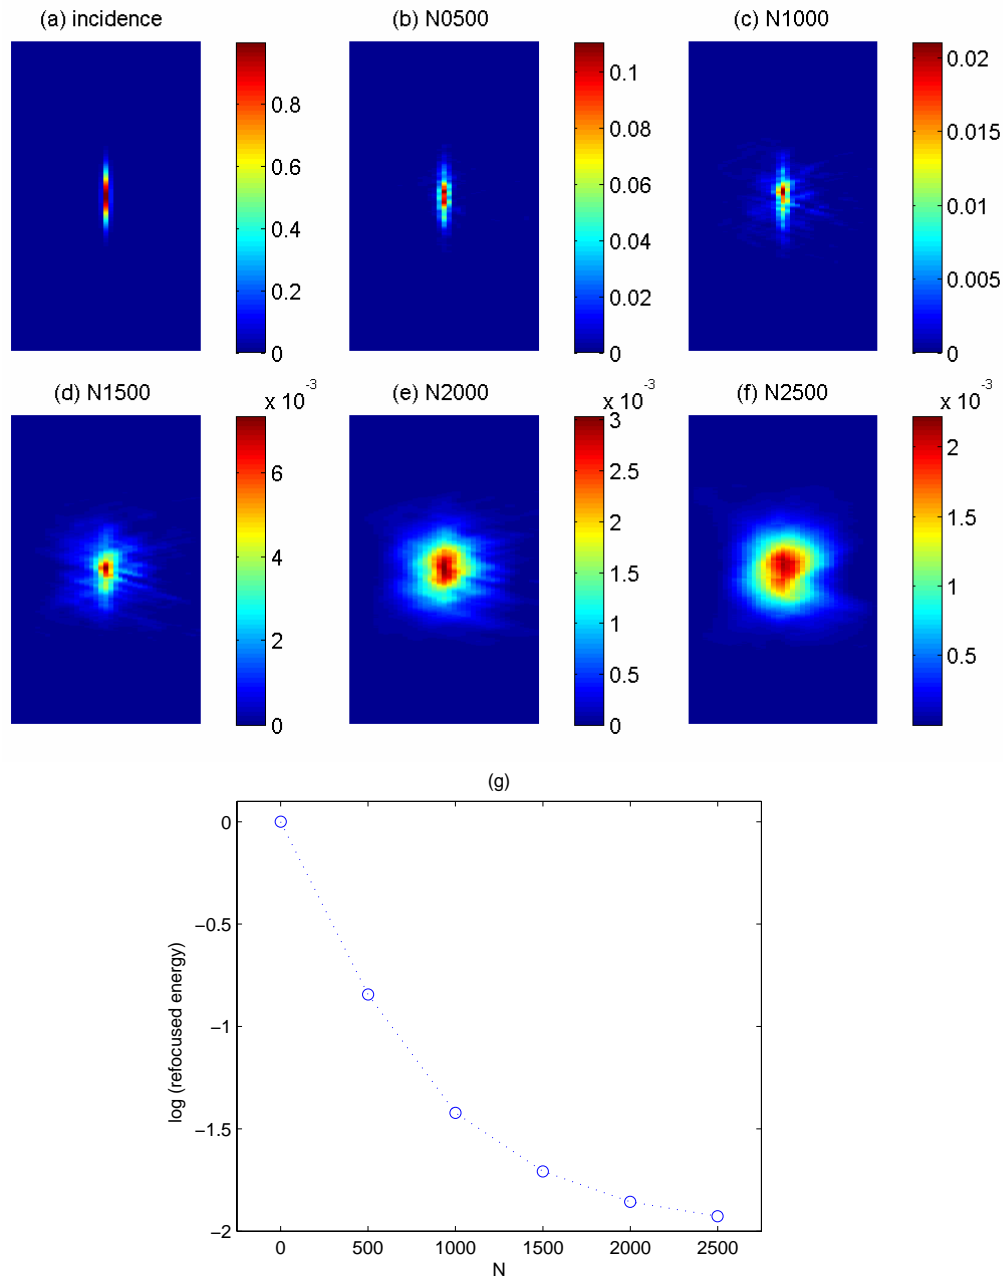 (a) incidence
(b) N0500
(c) N1000
0.8
0.6
0.4
0.2
0
0.1
0.08
0.06
0.04
0.02
0
0.02
0.015
0.01
0.005
0
(d) N1500
x 10⁻³
(e) N2000
x 10⁻³
(f) N2500
x 10⁻³
6
4
2
0
3
2.5
2
1.5
1
0.5
0
2
1.5
1
0.5
(g)
0
−0.5
−1
−1.5
−2
log (refocused energy)
0 500 1000 1500 2000 2500
N